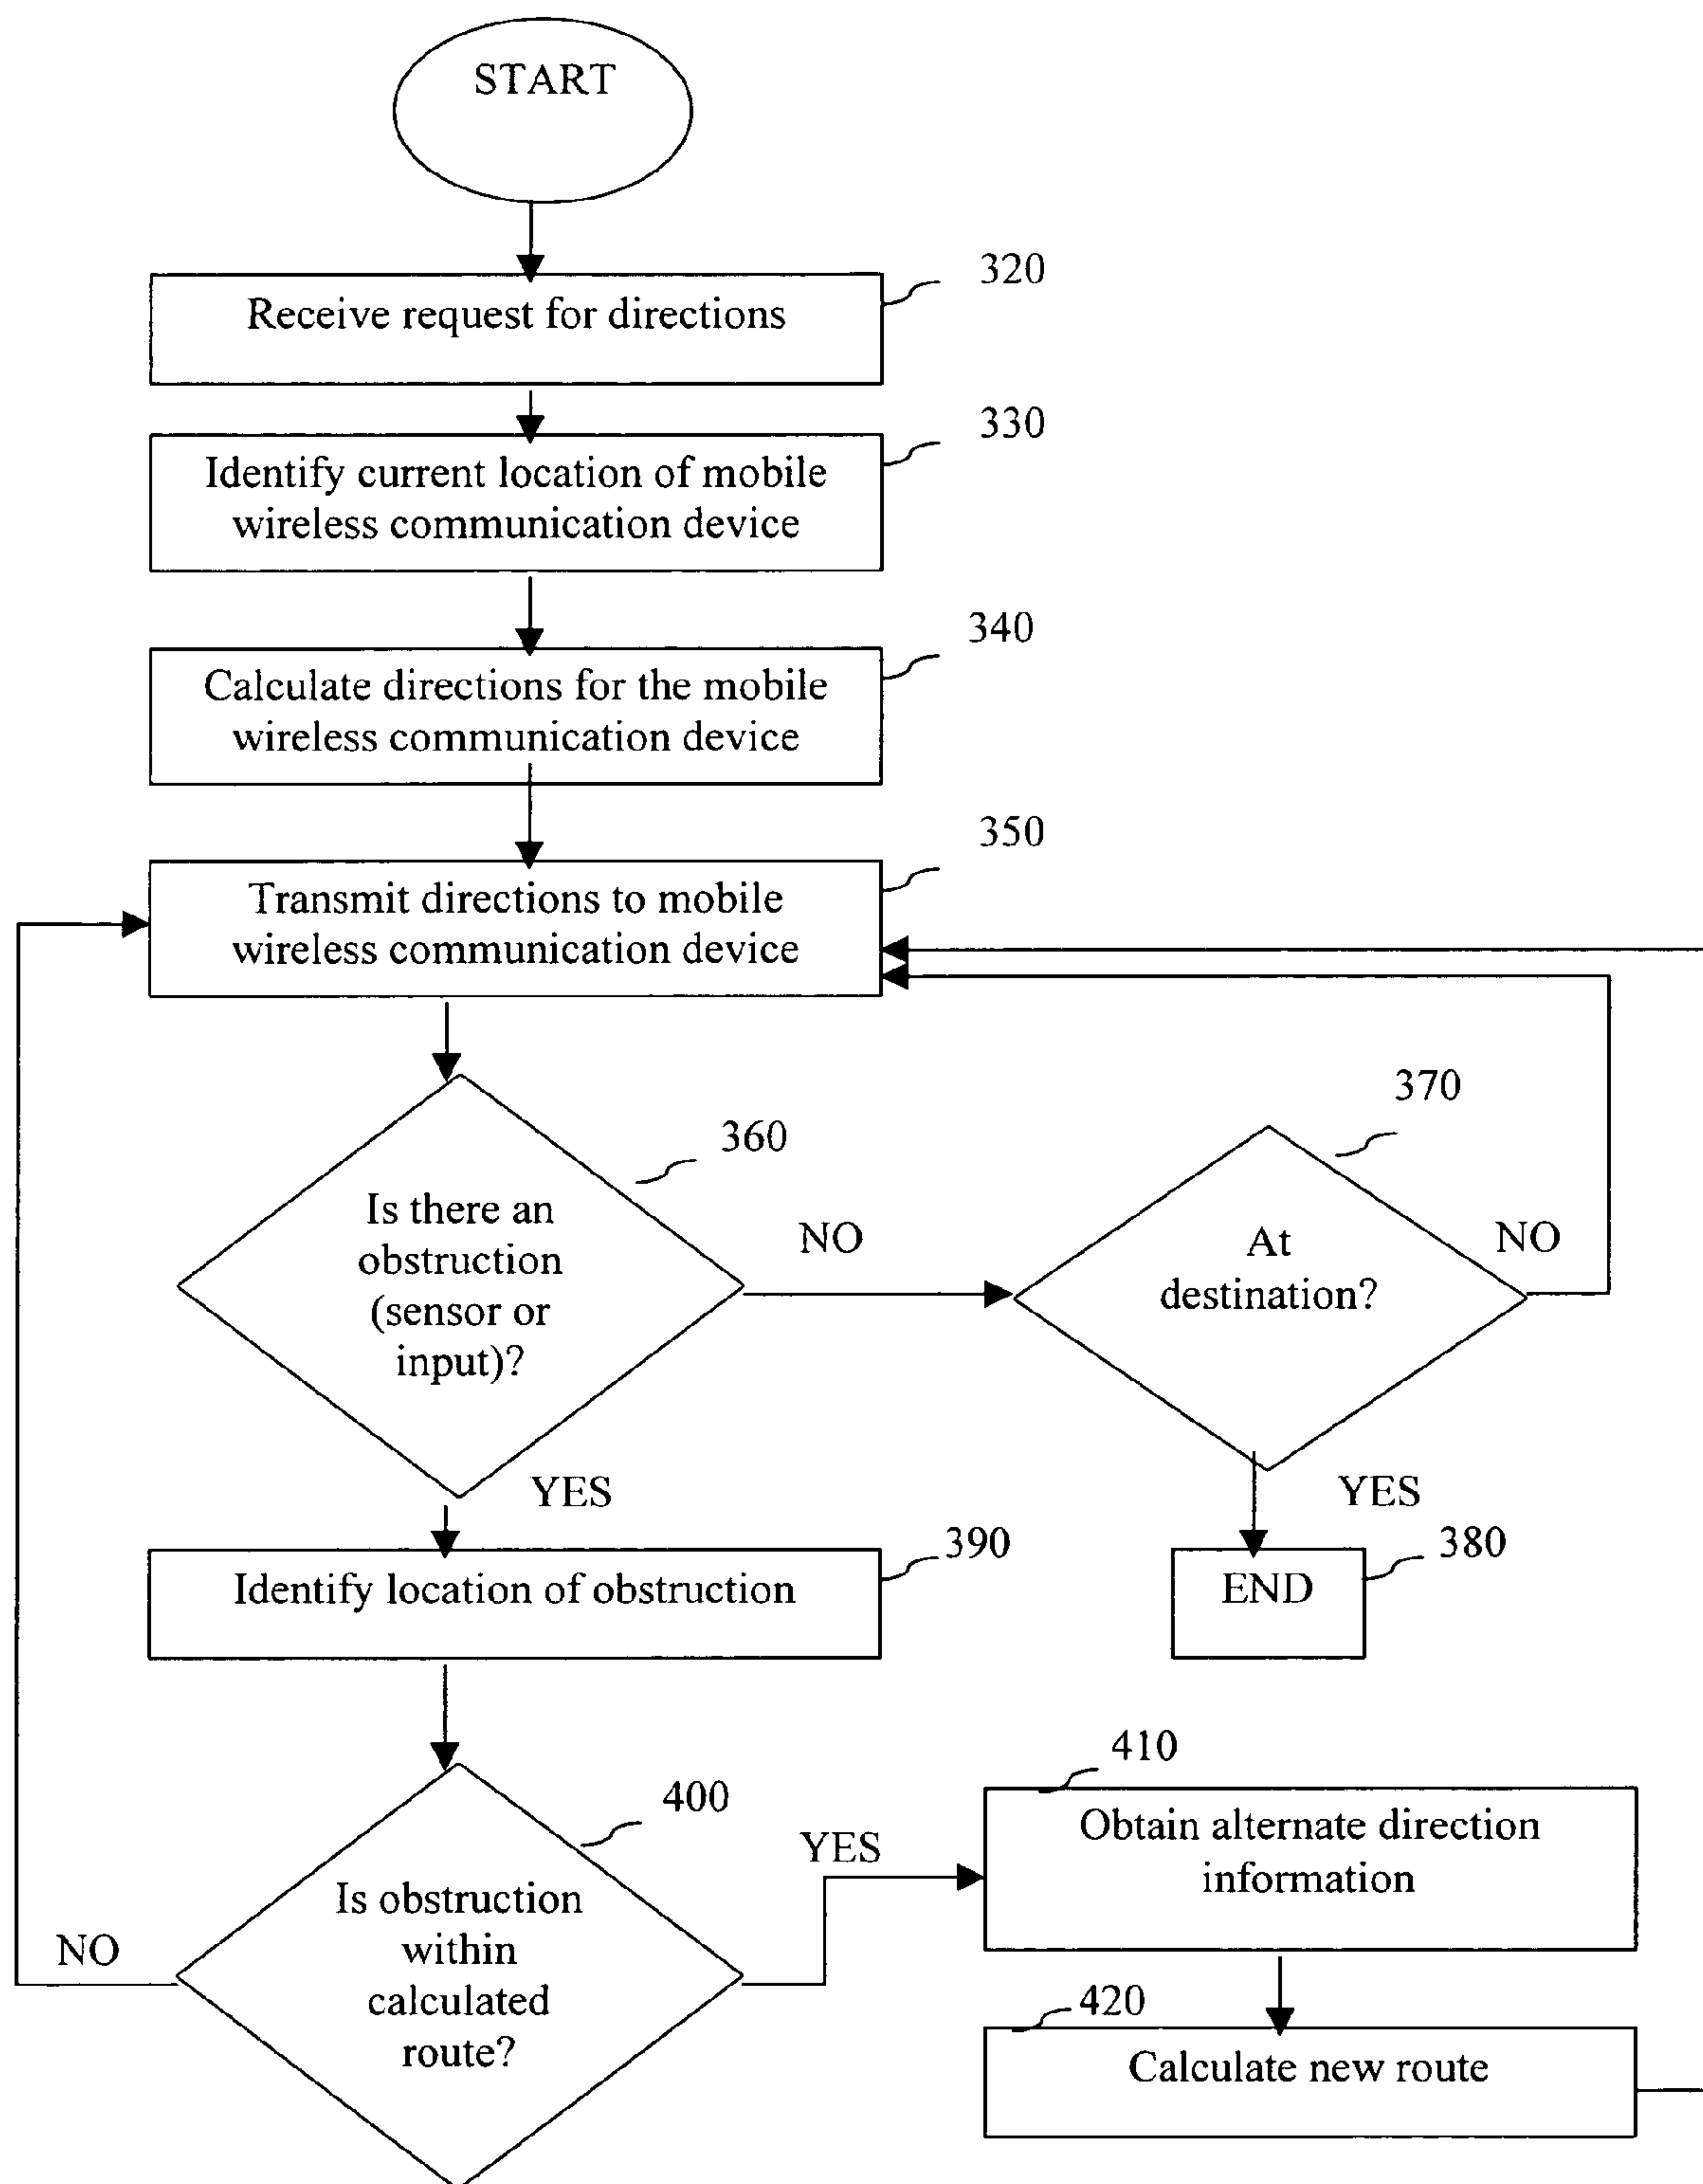 START
320
Receive request for directions
330
Identify current location of mobile
wireless communication device
340
Calculate directions for the mobile
wireless communication device
350
Transmit directions to mobile
wireless communication device
360
Is there an
obstruction
(sensor or
input)?
NO
370
At
destination?
NO
YES
YES
390
Identify location of obstruction
380
END
400
Is obstruction
within
calculated
route?
NO
YES
410
Obtain alternate direction
information
420
Calculate new route